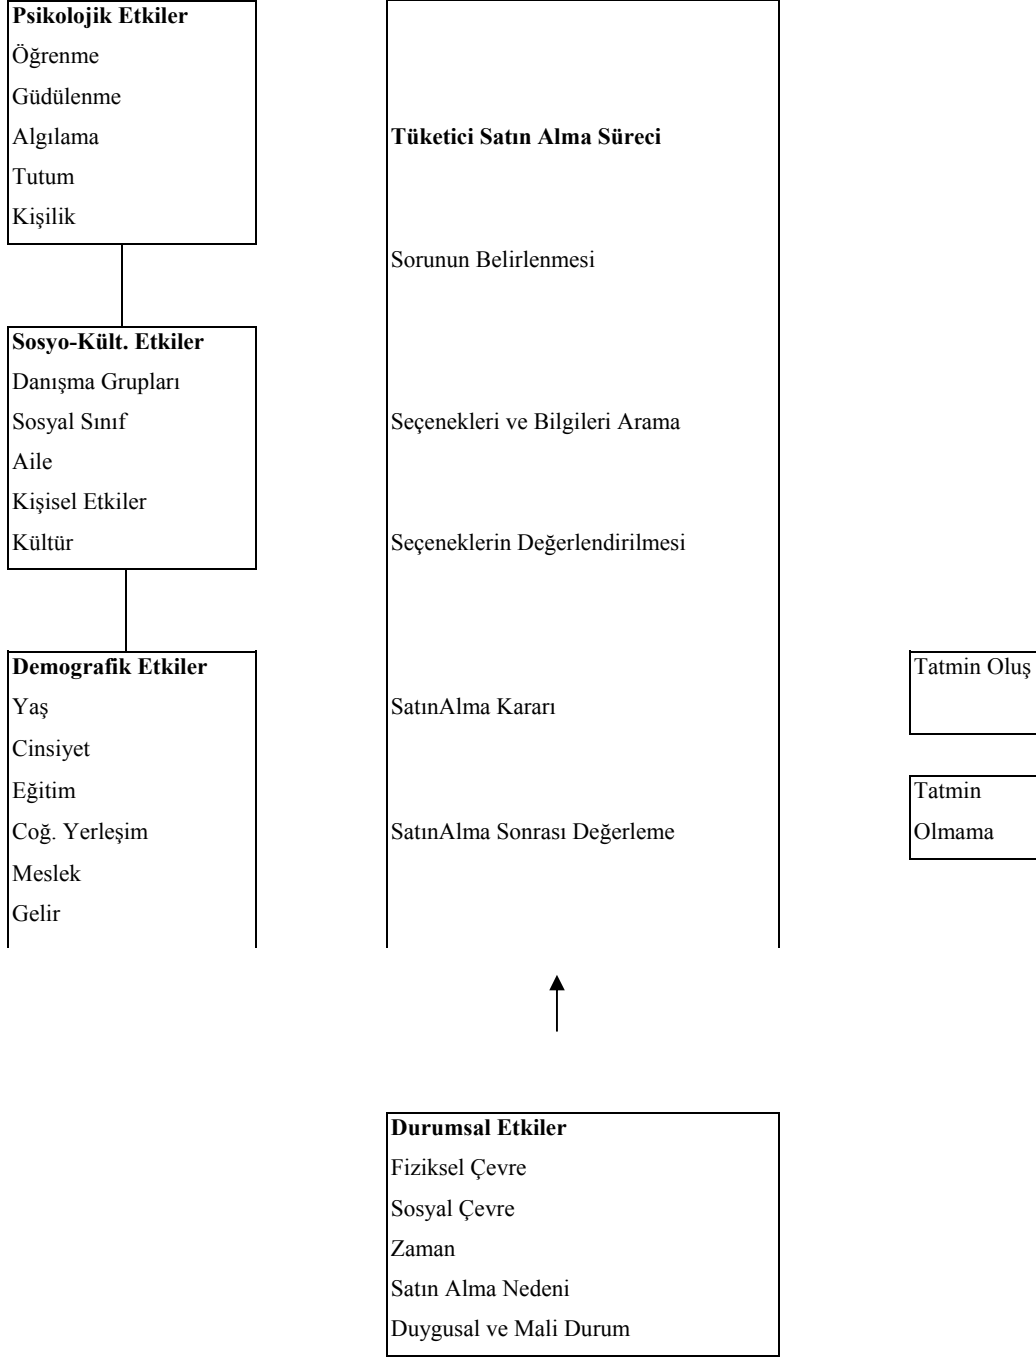 Psikolojik Etkiler
Öğrenme
Güdülenme
Algılama
Tutum
Kişilik
Sosyo-Kült. Etkiler
Danışma Grupları
Sosyal Sınıf
Aile
Kişisel Etkiler
Kültür
Demografik Etkiler
Yaş
Cinsiyet
Eğitim
Coğ. Yerleşim
Meslek
Gelir
Tüketici Satın Alma Süreci
Sorunun Belirlenmesi
Seçenekleri ve Bilgileri Arama
Seçeneklerin Değerlendirilmesi
SatınAlma Kararı
SatınAlma Sonrası Değerleme
Tatmin Oluş
Tatmin
Olmama
Durumsal Etkiler
Fiziksel Çevre
Sosyal Çevre
Zaman
Satın Alma Nedeni
Duygusal ve Mali Durum